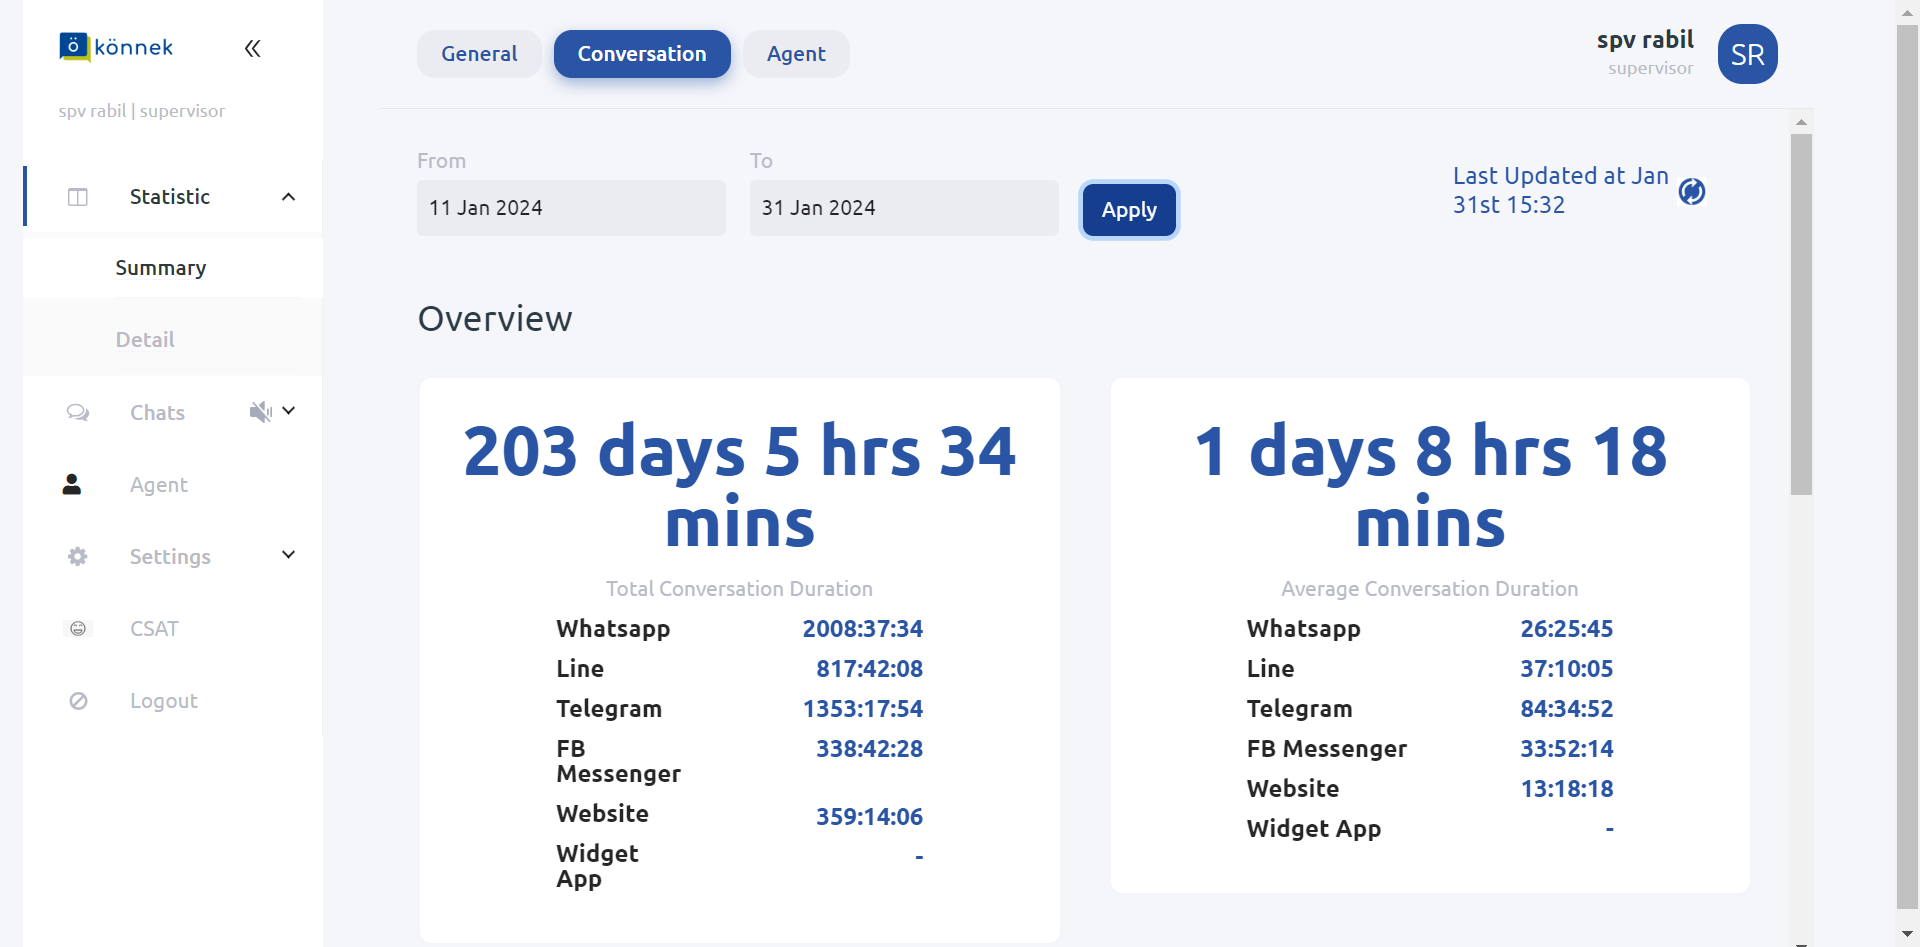 ö könnek
spv rabil | supervisor
Statistic
Summary
Detail
Chats
Agent
Settings
CSAT
Logout
General
Conversation
Agent
spv rabil
supervisor
SR
From
11 Jan 2024
To
31 Jan 2024
Apply
Last Updated at Jan
31st 15:32
Overview
203 days 5 hrs 34
mins
Total Conversation Duration
Whatsapp 2008:37:34
Line 817:42:08
Telegram 1353:17:54
FB 338:42:28
Messenger
Website 359:14:06
Widget -
App
1 days 8 hrs 18
mins
Average Conversation Duration
Whatsapp 26:25:45
Line 37:10:05
Telegram 84:34:52
FB Messenger 33:52:14
Website 13:18:18
Widget App -